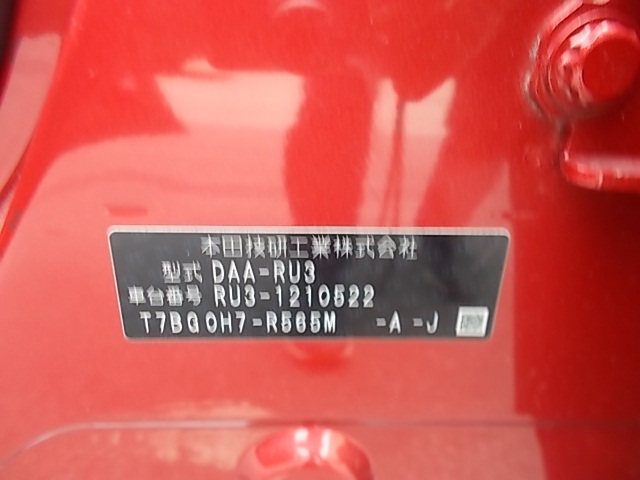 本田技研工業株式会社
型式 DAA-RU3
車台番号 RU3-1210522
T7BG0H7-R565M -A -J